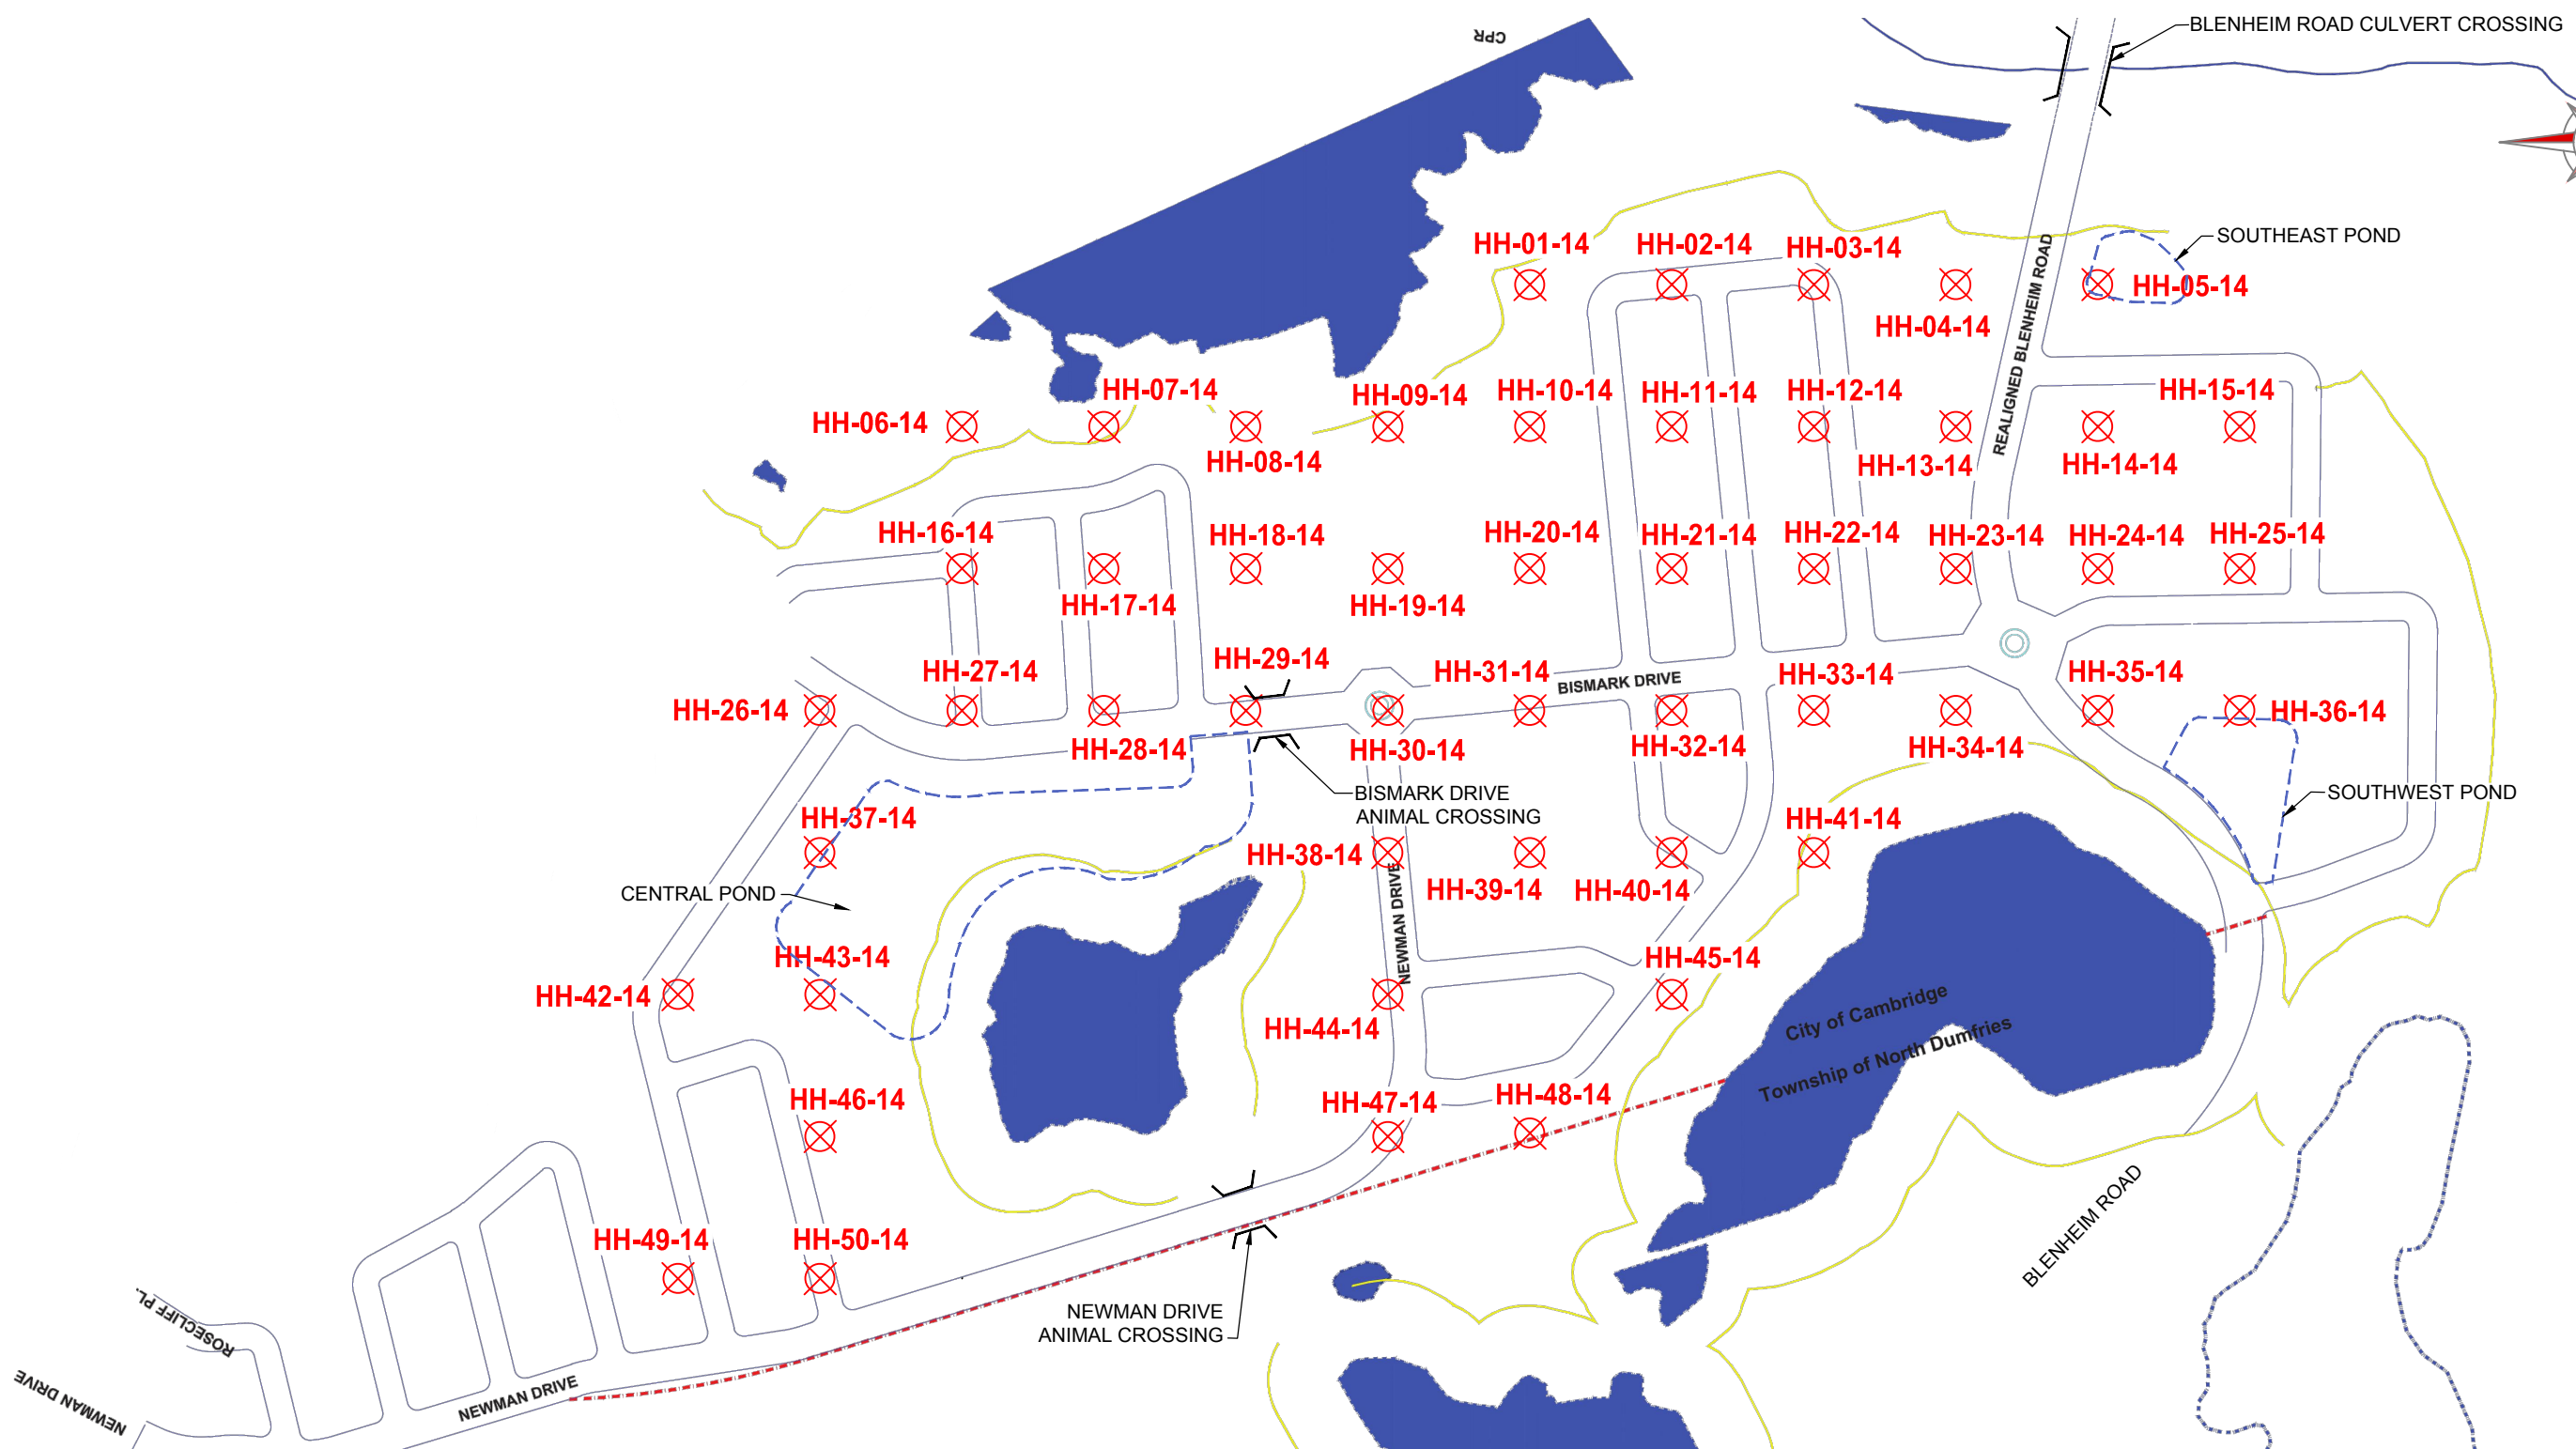 BLENHEIM ROAD CULVERT CROSSING
CPR
SOUTHEAST POND
HH-01-14
HH-02-14
HH-03-14
HH-04-14
HH-05-14
REALIGNED BLENHEIM ROAD
HH-06-14
HH-07-14
HH-08-14
HH-09-14
HH-10-14
HH-11-14
HH-12-14
HH-13-14
HH-14-14
HH-15-14
HH-16-14
HH-17-14
HH-18-14
HH-19-14
HH-20-14
HH-21-14
HH-22-14
HH-23-14
HH-24-14
HH-25-14
HH-26-14
HH-27-14
HH-28-14
HH-29-14
HH-30-14
HH-31-14
BISMARK DRIVE
HH-32-14
HH-33-14
HH-34-14
HH-35-14
HH-36-14
BISMARK DRIVE
ANIMAL CROSSING
SOUTHWEST POND
HH-37-14
HH-38-14
HH-39-14
HH-40-14
HH-41-14
CENTRAL POND
NEWMAN DRIVE
HH-42-14
HH-43-14
HH-44-14
HH-45-14
City of Cambridge
Township of North Dumfries
HH-46-14
HH-47-14
HH-48-14
BLENHEIM ROAD
HH-49-14
HH-50-14
NEWMAN DRIVE
ANIMAL CROSSING
ROSECLIFF PL.
NEWMAN DRIVE
NEWMAN DRIVE